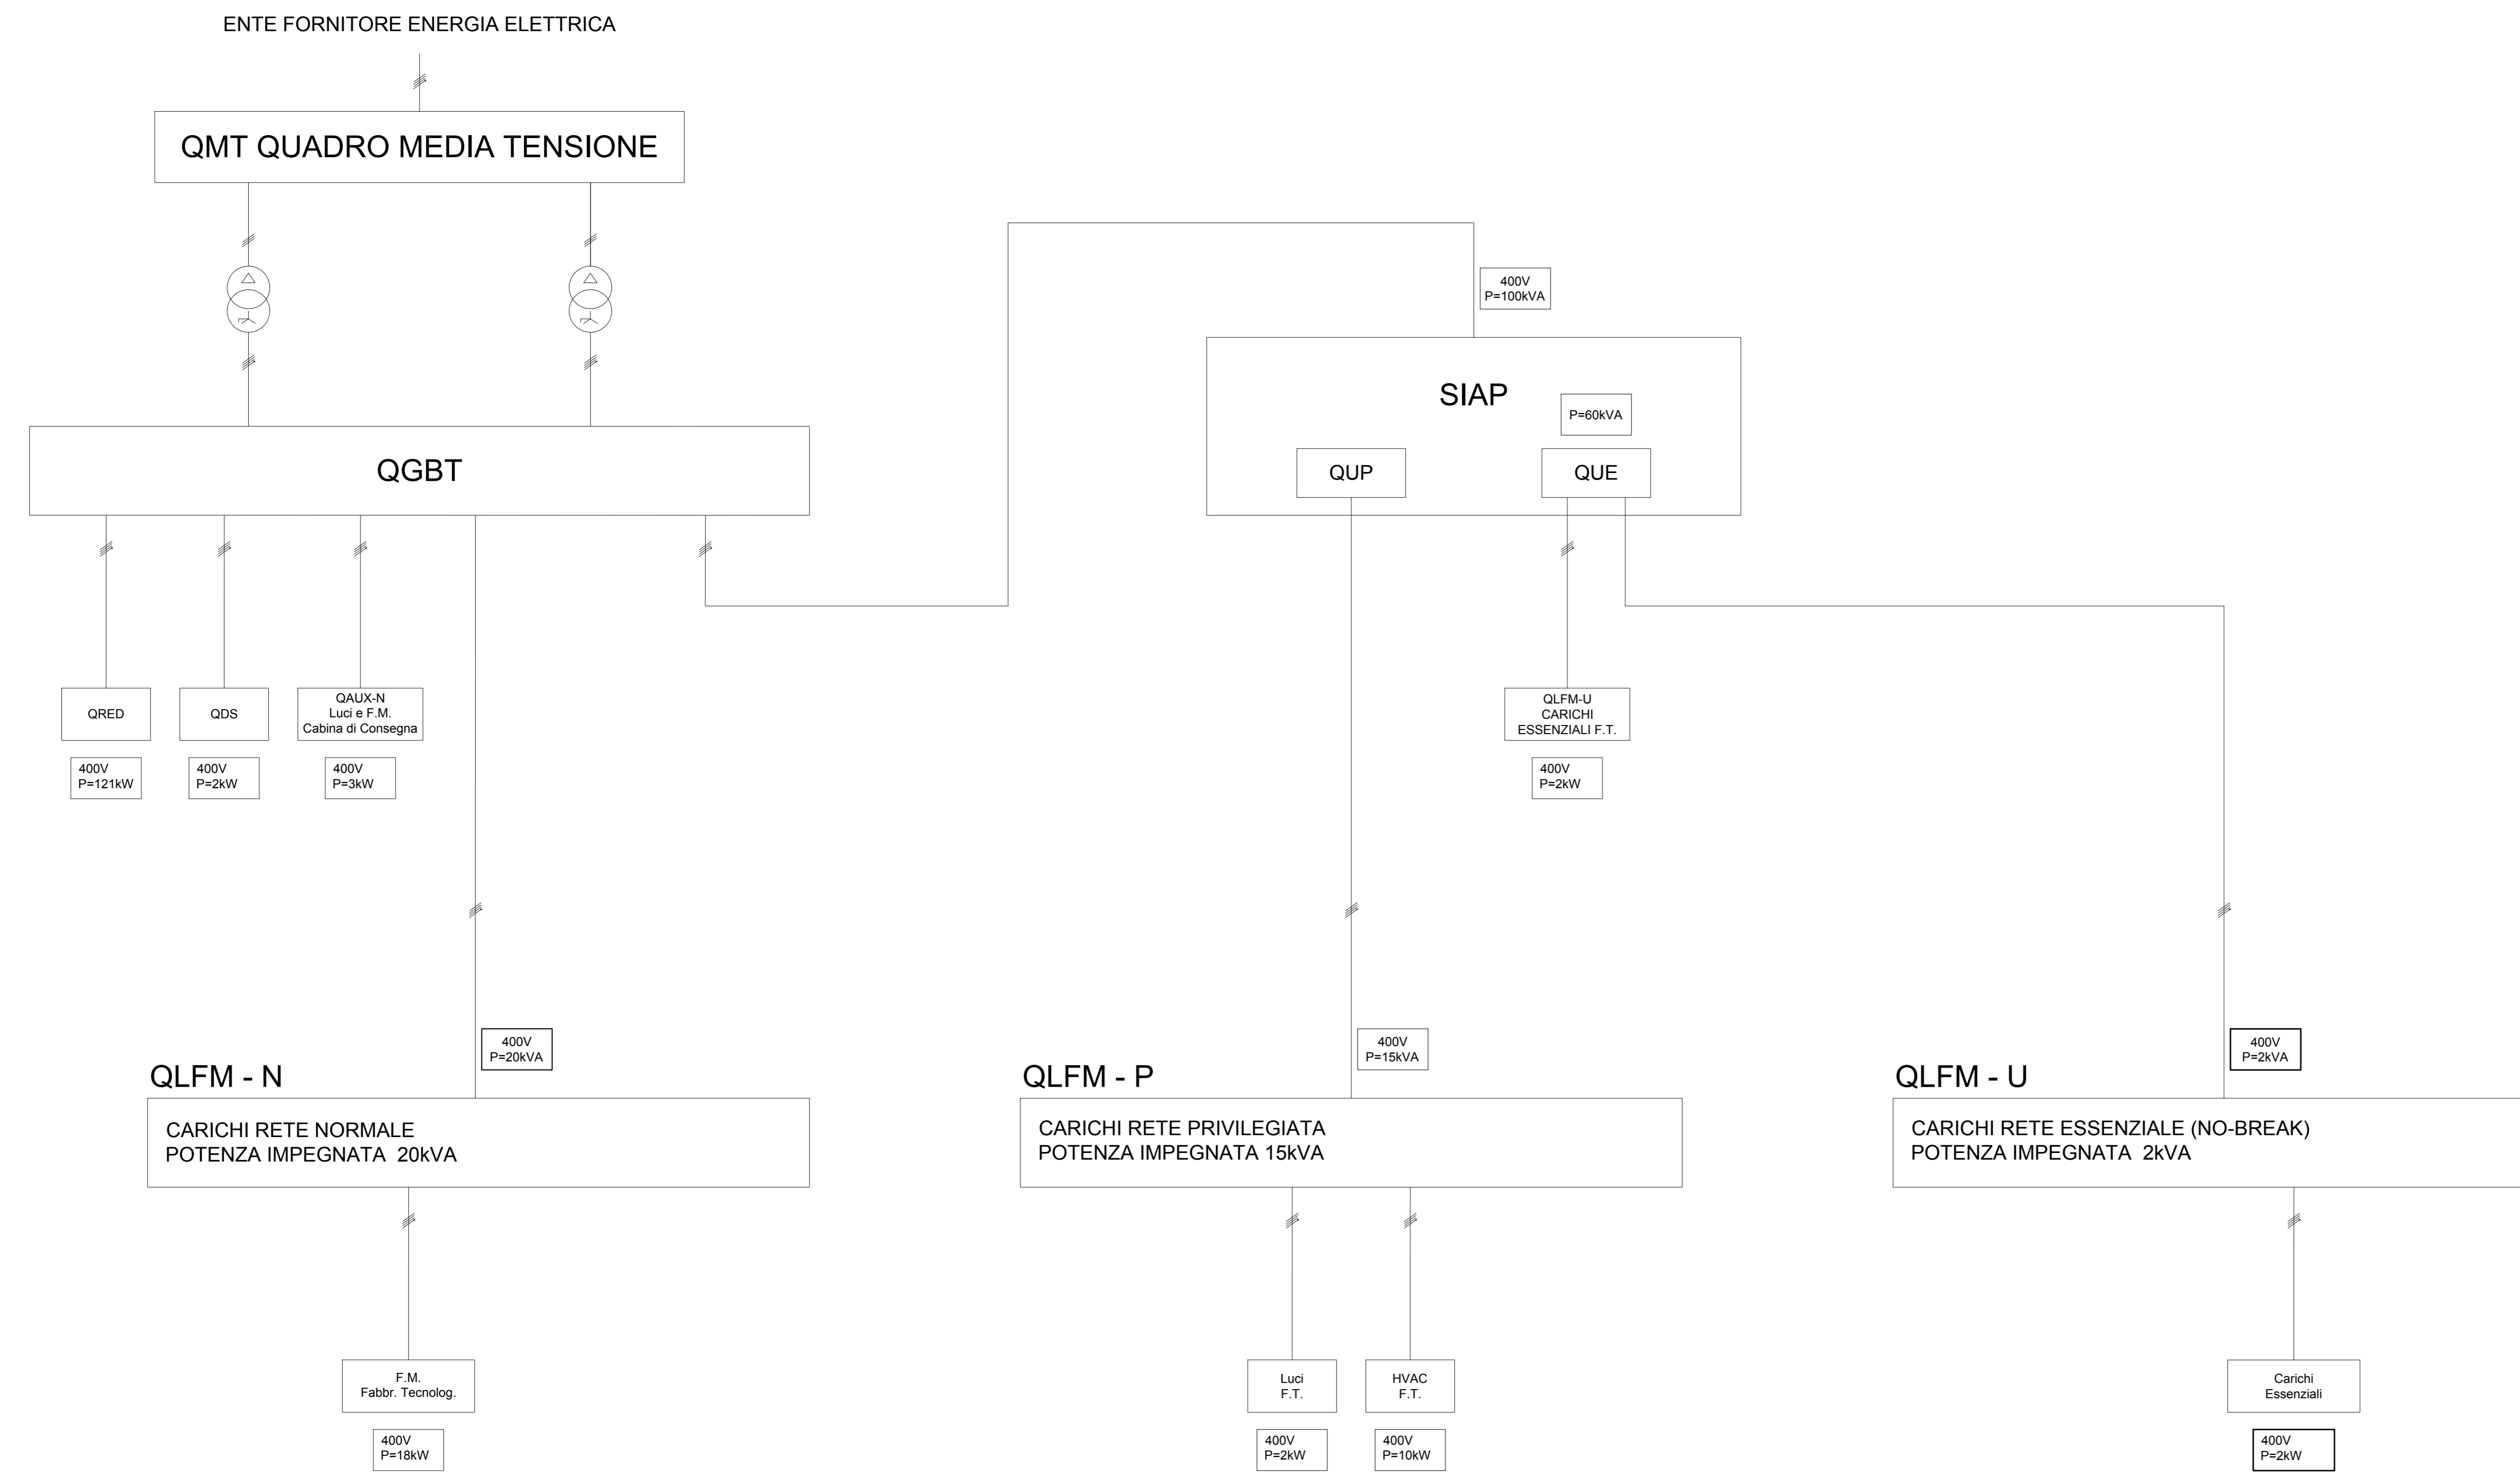 ENTE FORNITORE ENERGIA ELETTRICA
QMT QUADRO MEDIA TENSIONE
400V
P=100kVA
SIAP
P=60kVA
QGBT
QUP
QUE
QRED
QDS
QAUX-N
Luci e F.M.
Cabina di Consegna
QLFM-U
CARICHI
ESSENZIALI F.T.
400V
P=121kW
400V
P=2kW
400V
P=3kW
400V
P=2kW
400V
P=20kVA
400V
P=15kVA
400V
P=2kVA
QLFM - N
QLFM - P
QLFM - U
CARICHI RETE NORMALE
POTENZA IMPEGNATA  20kVA
CARICHI RETE PRIVILEGIATA
POTENZA IMPEGNATA 15kVA
CARICHI RETE ESSENZIALE (NO-BREAK)
POTENZA IMPEGNATA  2kVA
F.M.
Fabbr. Tecnolog.
Luci
F.T.
HVAC
F.T.
Carichi
Essenziali
400V
P=18kW
400V
P=2kW
400V
P=10kW
400V
P=2kW